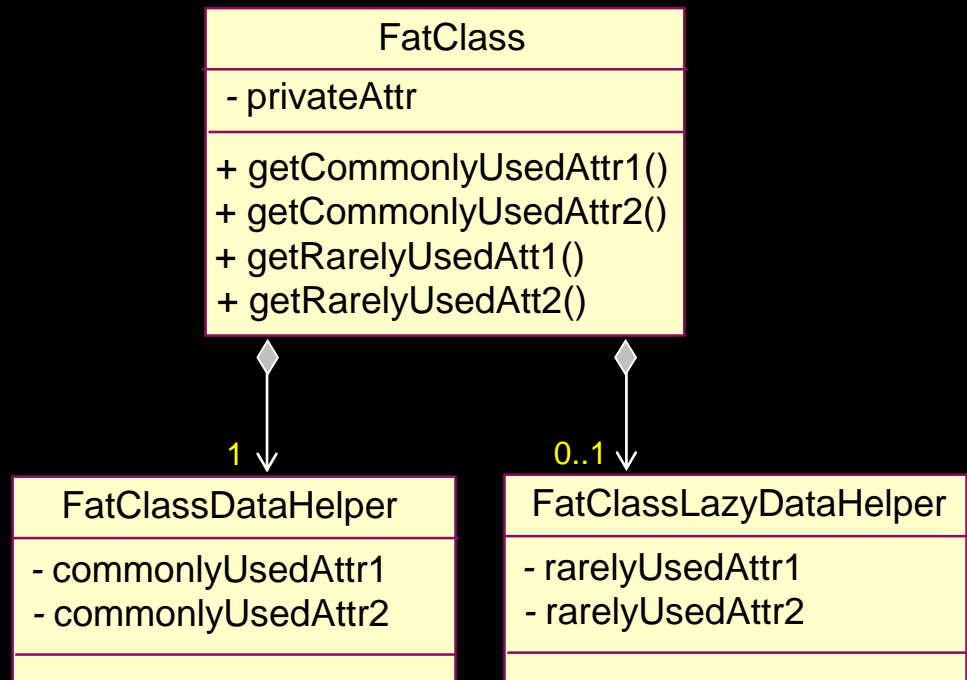 FatClass
- privateAttr
+ getCommonlyUsedAttr1()
+ getCommonlyUsedAttr2()
+ getRarelyUsedAtt1()
+ getRarelyUsedAtt2()
1
0..1
FatClassDataHelper
- commonlyUsedAttr1
- commonlyUsedAttr2
FatClassLazyDataHelper
- rarelyUsedAttr1
- rarelyUsedAttr2